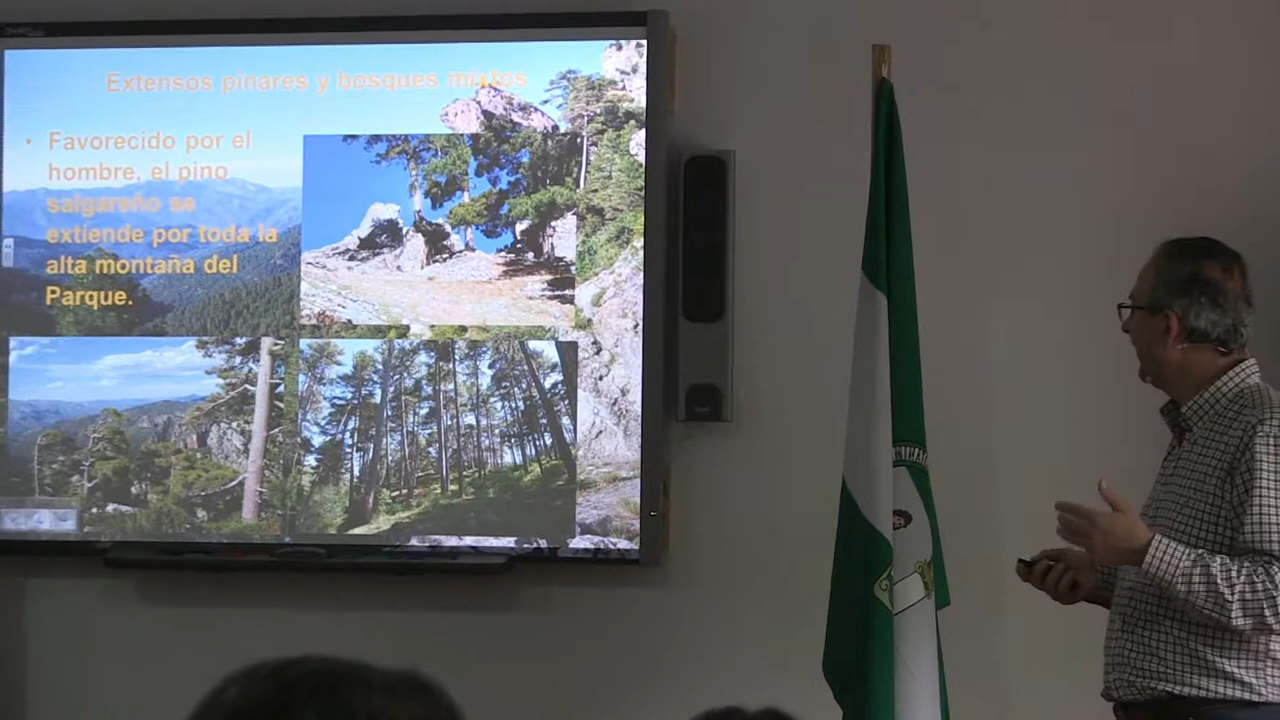 Extensos pinares y bosques mixtos
• Favorecido por el
hombre, el pino
salgareño se
extiende por toda la
alta montaña del
Parque.